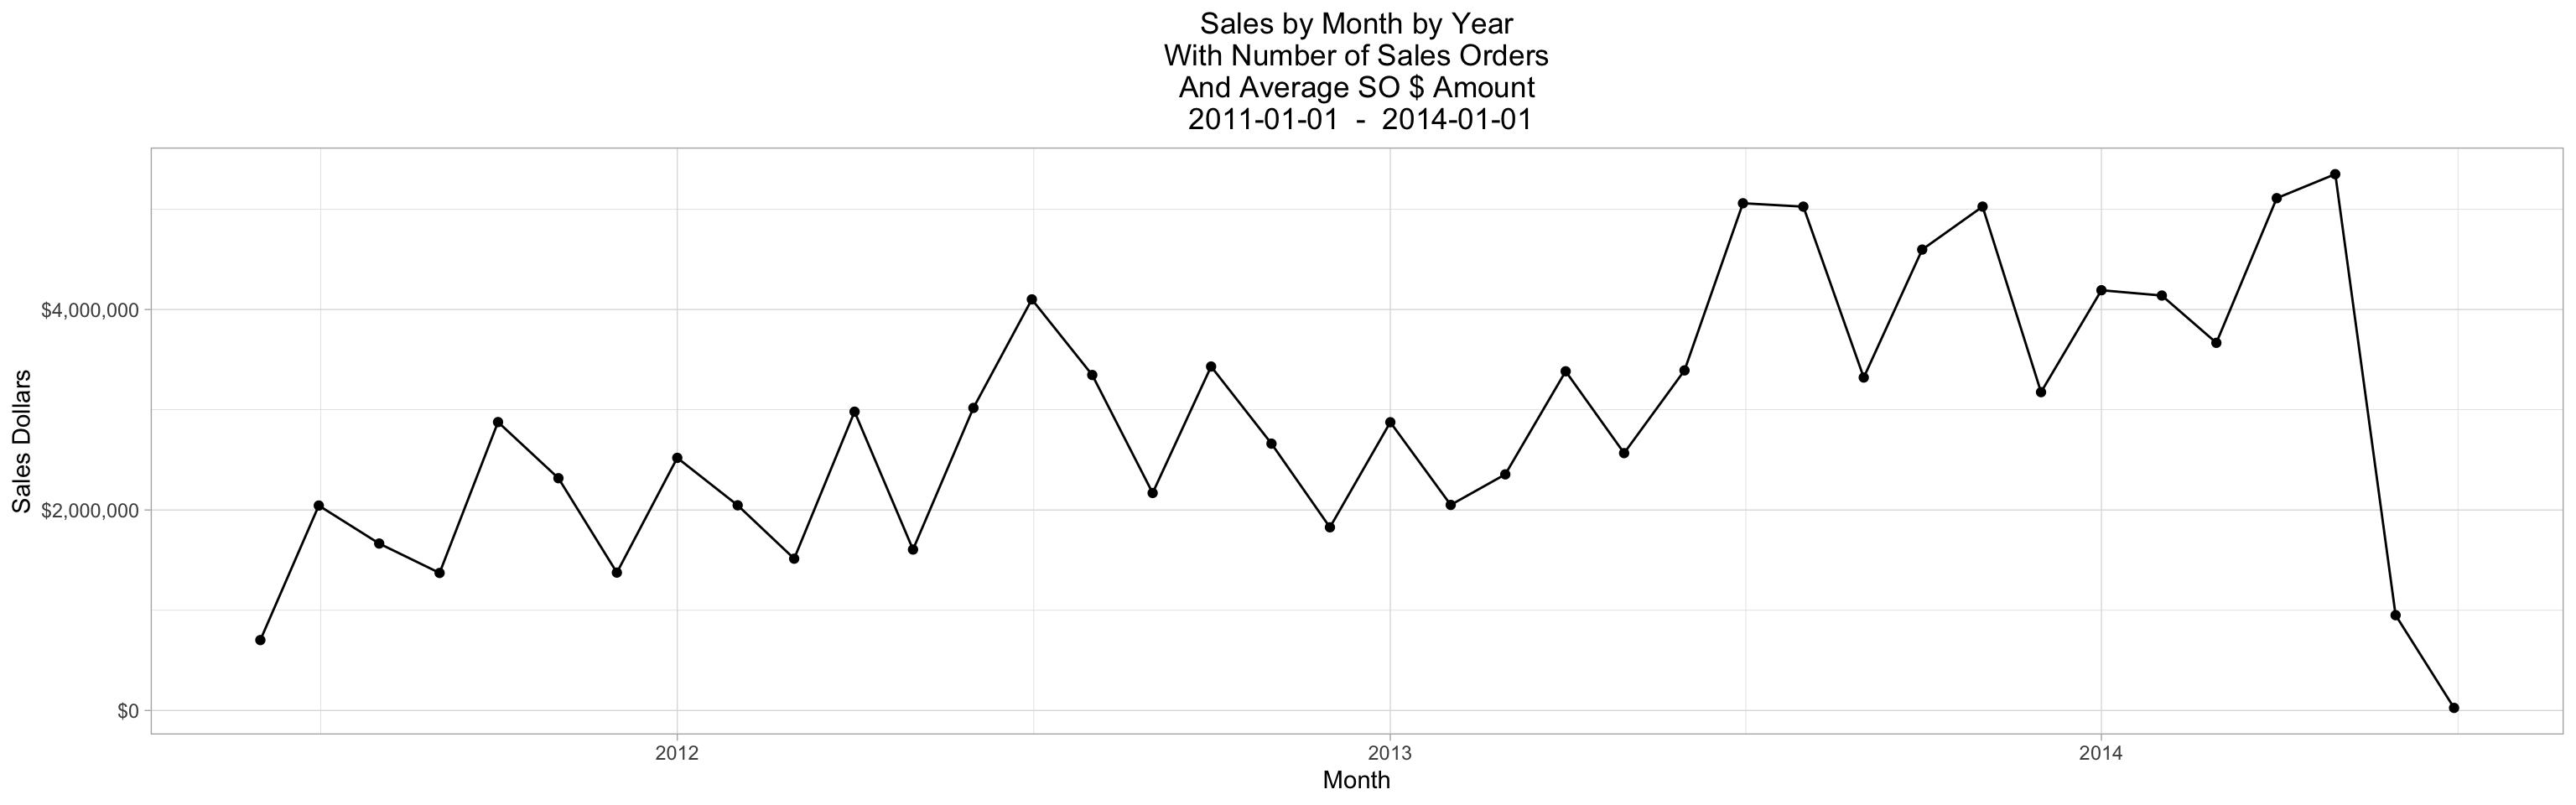 Sales by Month by Year
With Number of Sales Orders
And Average SO $ Amount
2011-01-01 - 2014-01-01
Sales Dollars
$4,000,000
$2,000,000
$0
2012
2013
2014
Month